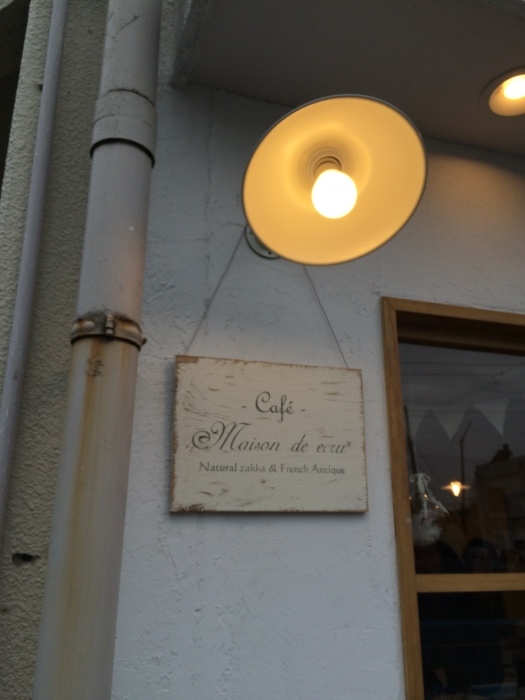 - Café -
Maison de ecru*
Natural zakka & French Antique